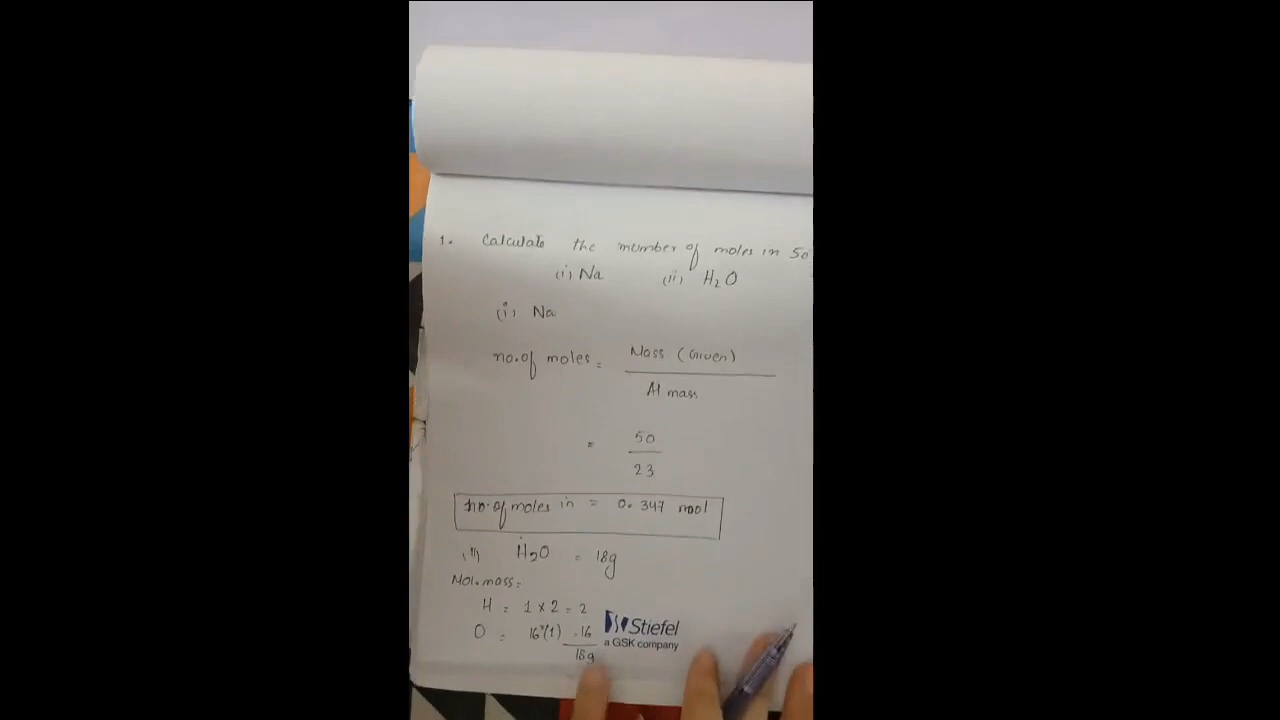 1. Calculate the number of moles in 50
(i) Na (ii) H₂O
(i) Na
no.of moles = Mass (Given)
At mass
= 50
23
no.of moles in = 0.347 mol
(ii) H₂O = 18g
Mol.mass =
H = 1 × 2 = 2
O = 16 (1) = 16
18g
Stiefel
a GSK company